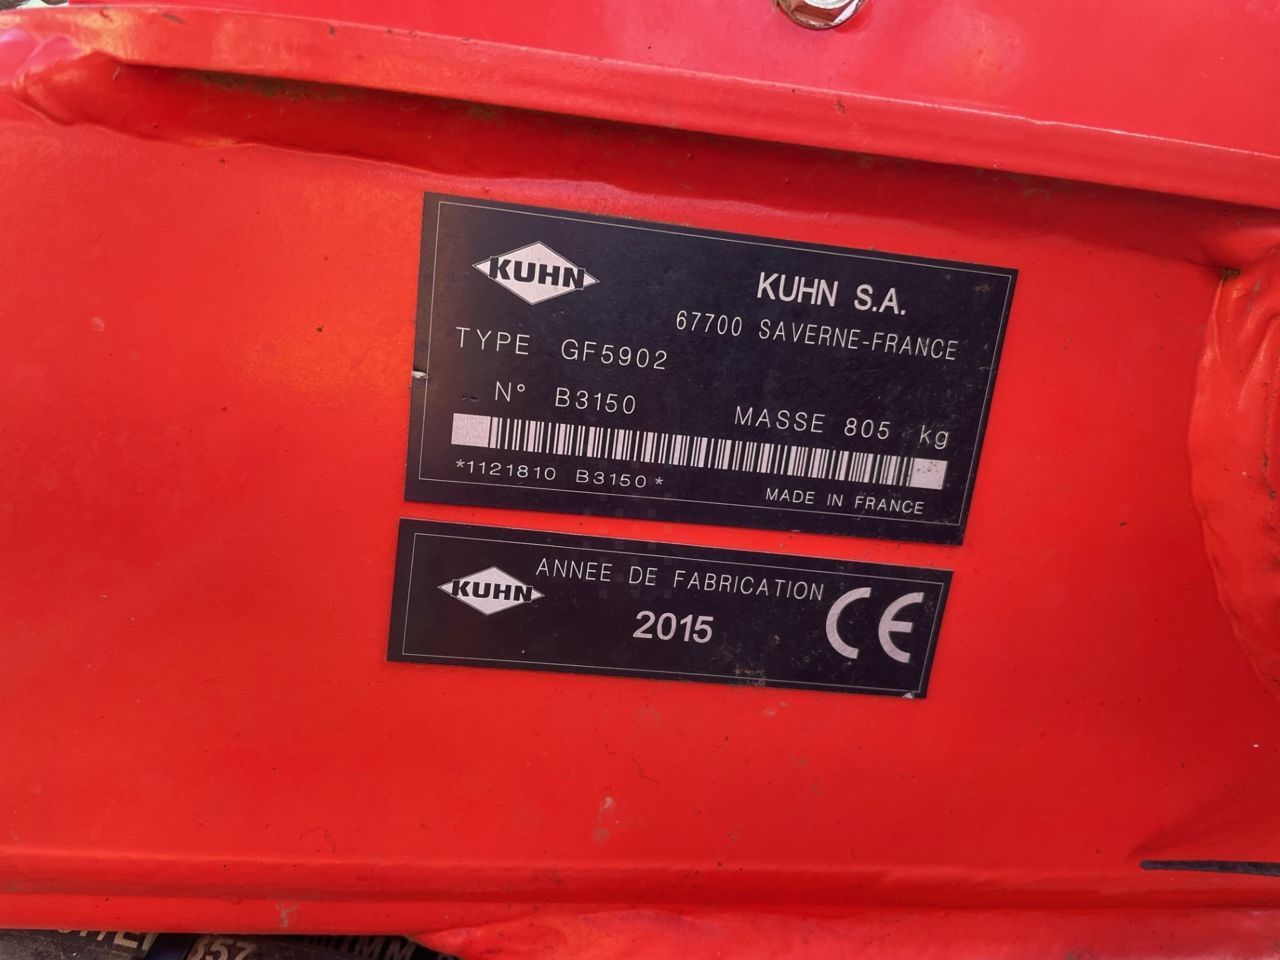 KUHN
KUHN S.A.
67700 SAVERNE-FRANCE
TYPE GF5902
N° B3150
MASSE 805 kg
*1121810 B3150*
MADE IN FRANCE
KUHN
ANNEE DE FABRICATION
2015
CE
357